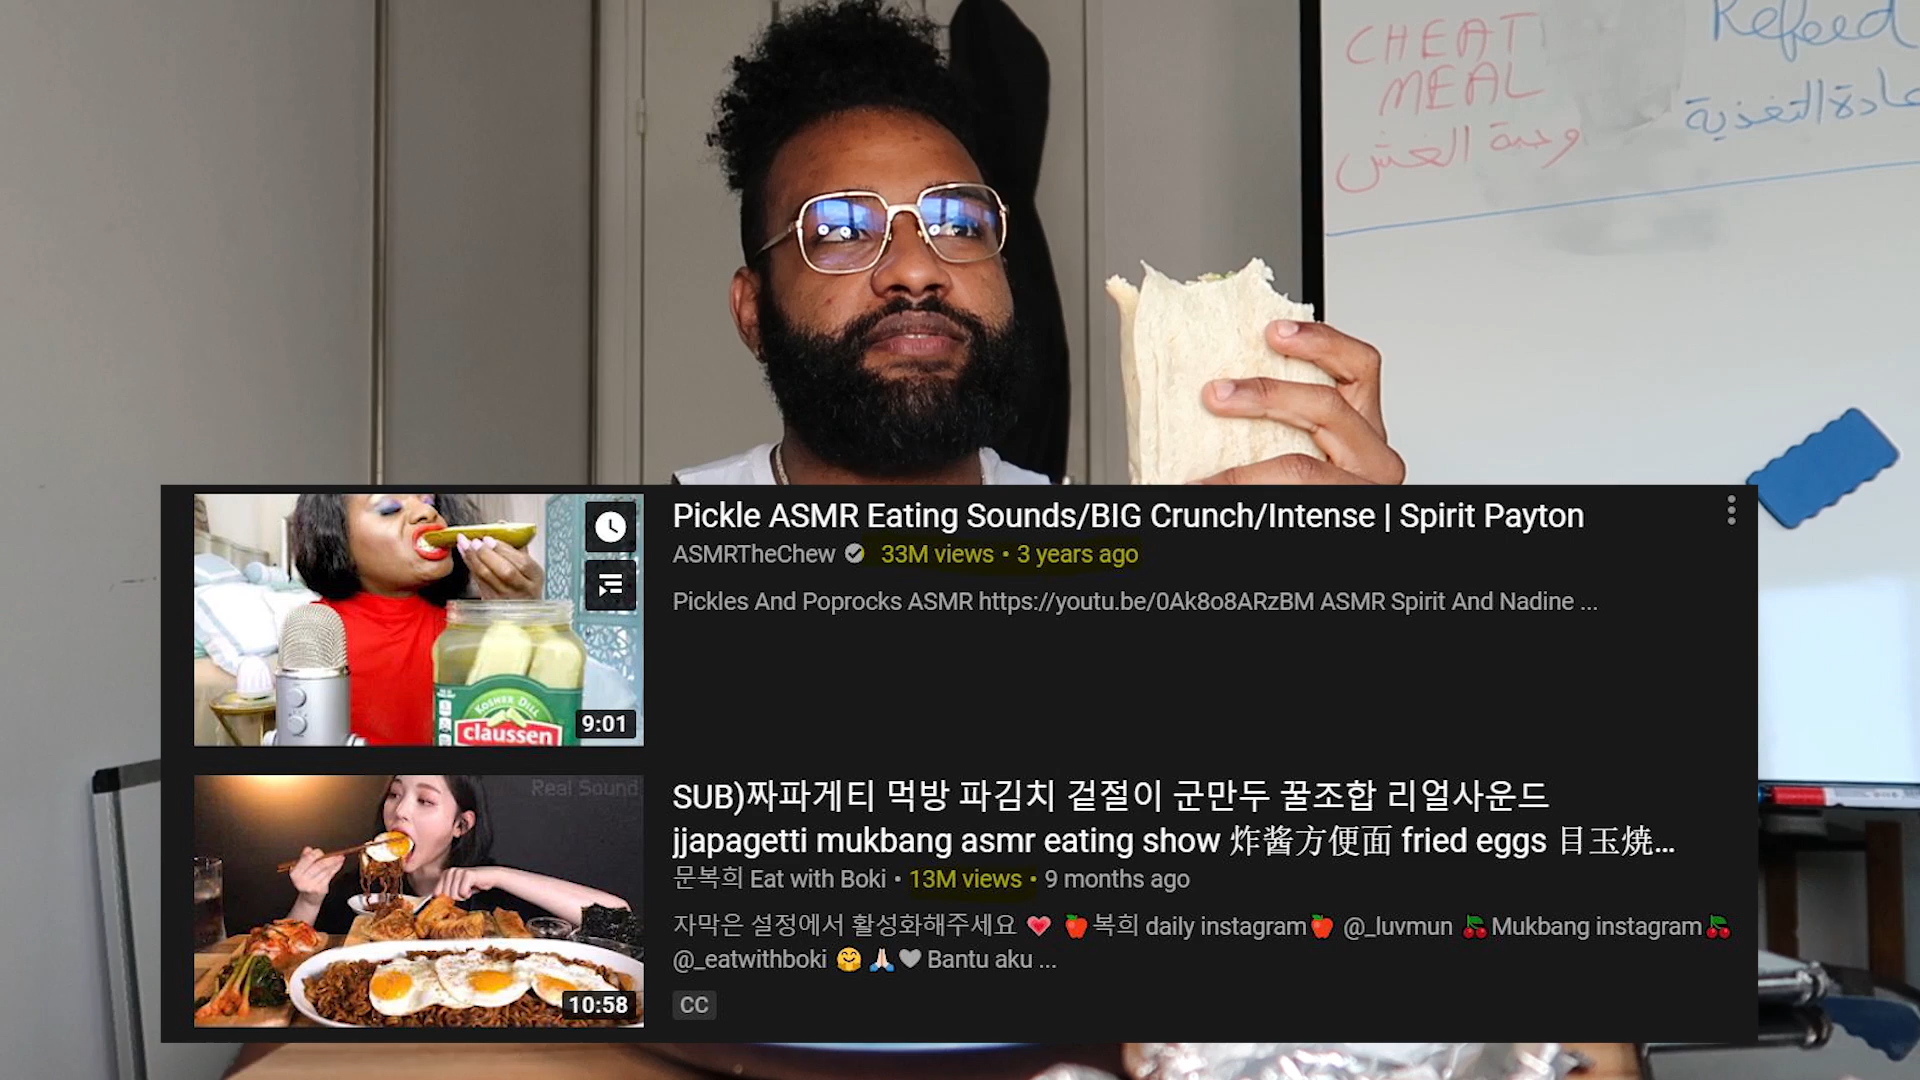 CHEAT
MEAL
وجبة الغش
Refeed
عادة التغذية
Pickle ASMR Eating Sounds/BIG Crunch/Intense | Spirit Payton
ASMRTheChew 33M views • 3 years ago
Pickles And Poprocks ASMR https://youtu.be/0Ak8o8ARzBM ASMR Spirit And Nadine ...
KOSHER DILL
claussen
9:01
Real Sound
10:58
SUB)짜파게티 먹방 파김치 겉절이 군만두 꿀조합 리얼사운드
jjapagetti mukbang asmr eating show 炸酱方便面 fried eggs 目玉焼...
문복희 Eat with Boki • 13M views • 9 months ago
자막은 설정에서 활성화해주세요 💗 🍎복희 daily instagram🍎 @_luvmun 🍒Mukbang instagram🍒
@_eatwithboki 🤗 🙏🏻 🤍 Bantu aku ...
CC